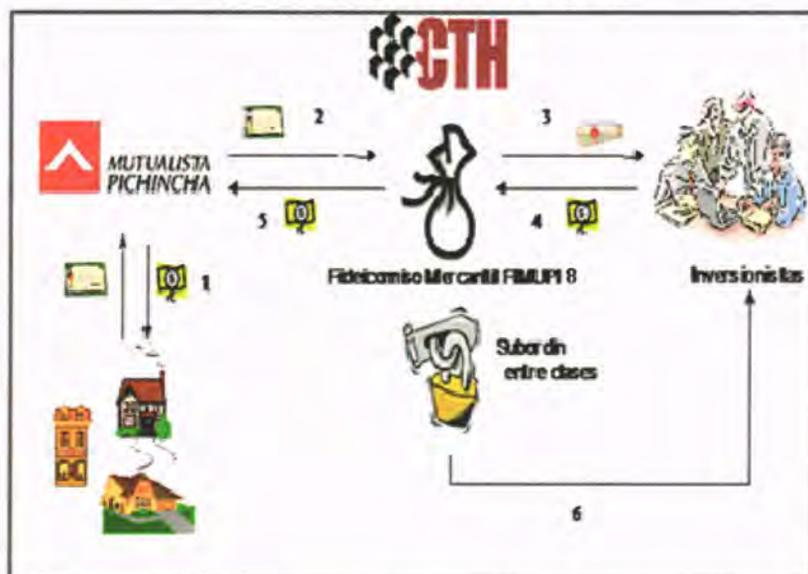 CTH
2
3
MUTUALISTA
PICHINCHA
5
4
1
Fideicomiso Mercantil FIMUPI 8
Inversionistas
Subordin
entre clases
6